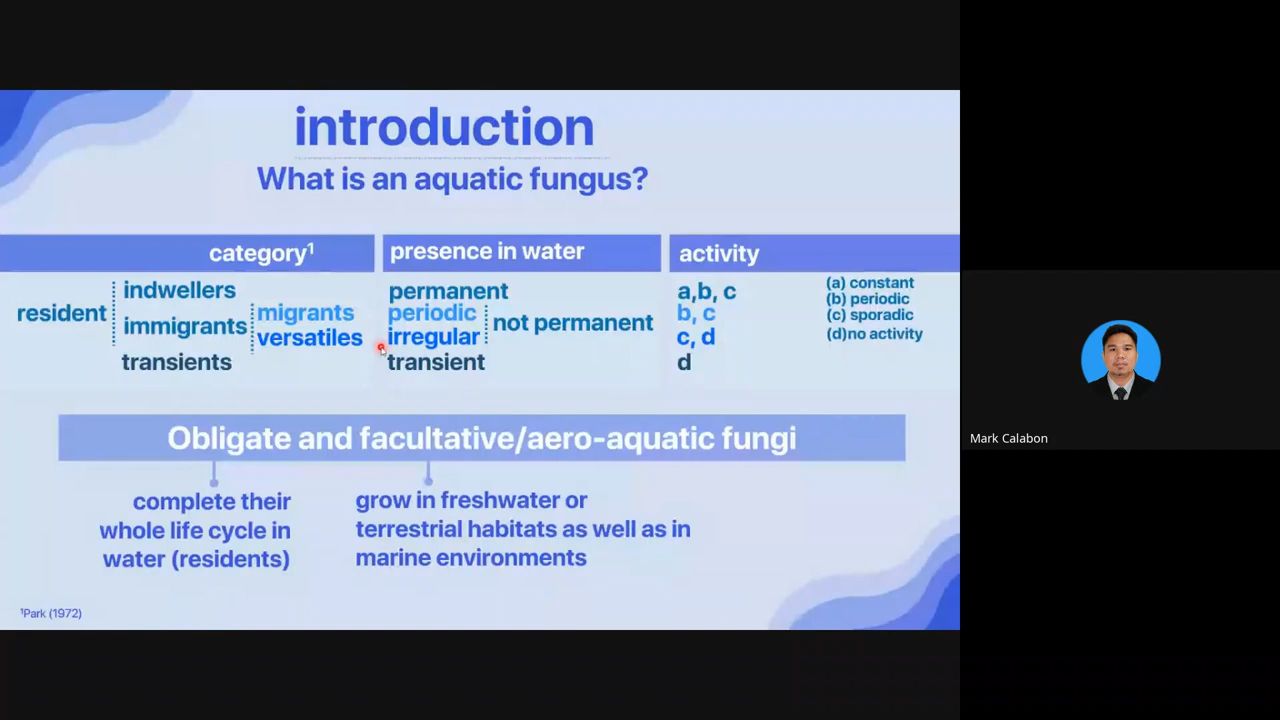 introduction
What is an aquatic fungus?
category¹ presence in water activity
resident indwellers permanent a,b, c (a) constant
immigrants migrants periodic not permanent b, c (b) periodic
versatiles irregular c, d (c) sporadic
transients transient d (d)no activity
Obligate and facultative/aero-aquatic fungi
complete their
whole life cycle in
water (residents)
grow in freshwater or
terrestrial habitats as well as in
marine environments
¹Park (1972)
Mark Calabon